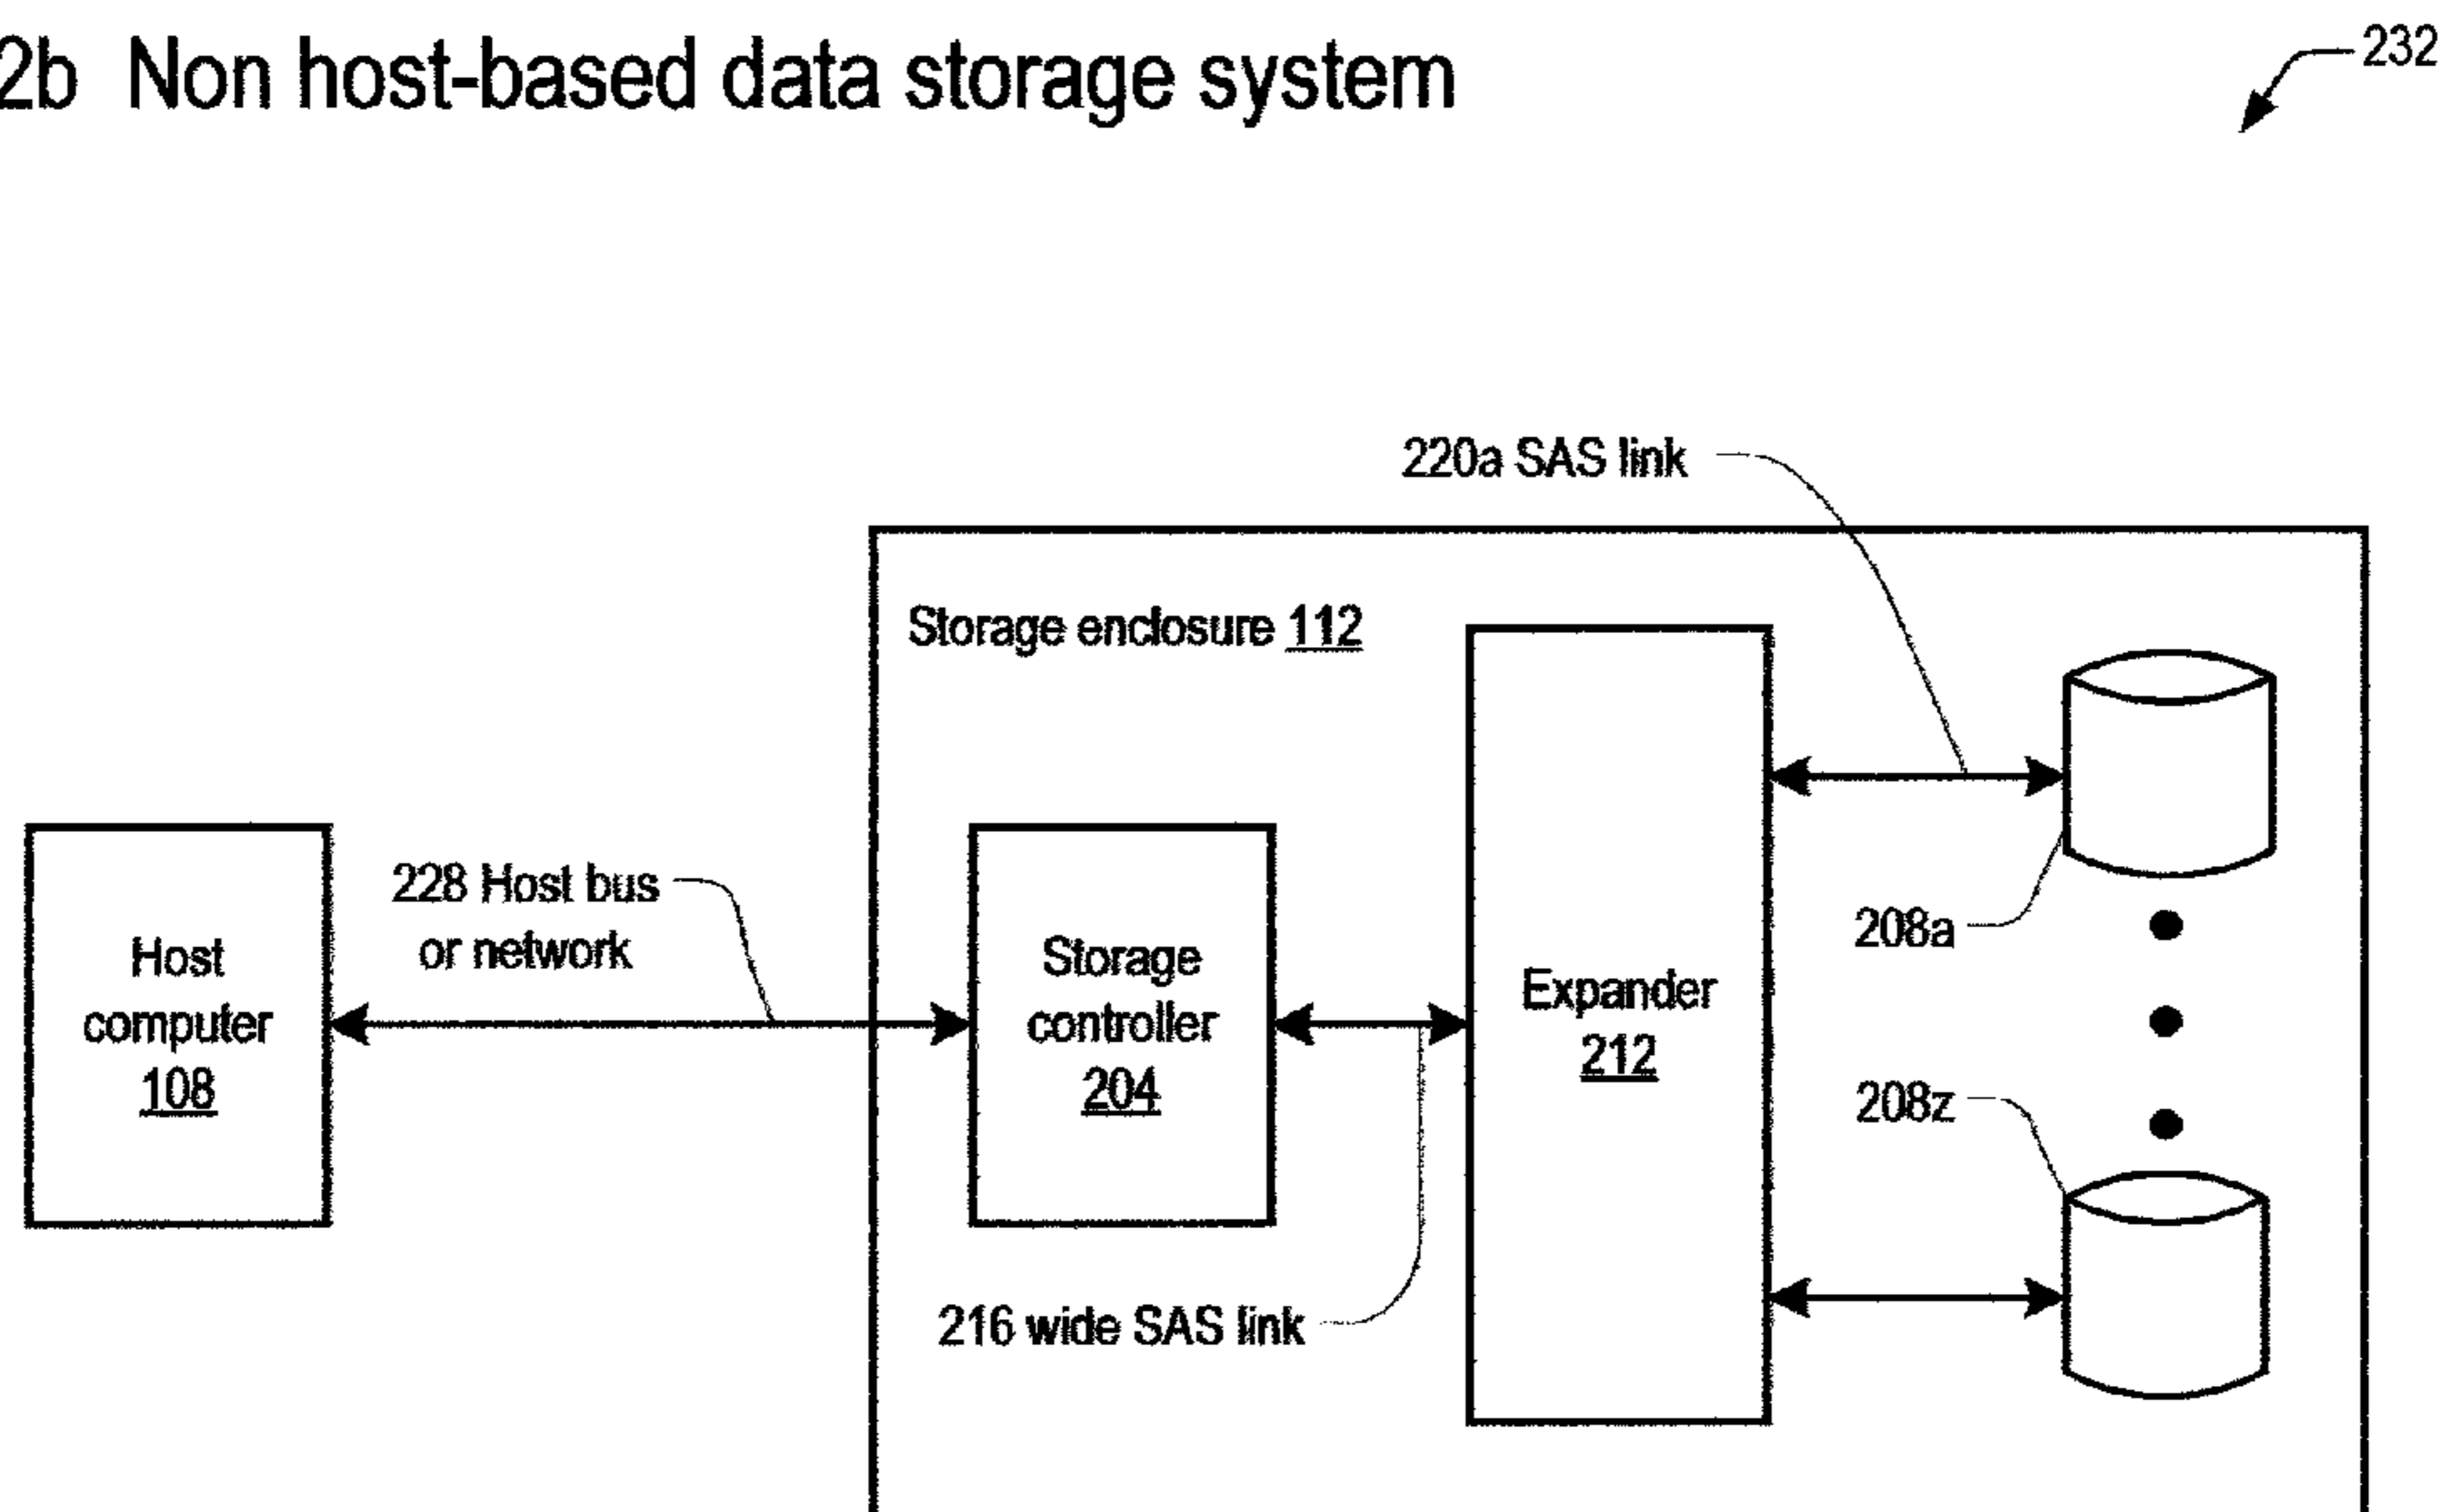 2b Non host-based data storage system
232
220a SAS link
Storage enclosure 112
228 Host bus
or network
Host
computer
108
Storage
controller
204
Expander
212
208a
208z
216 wide SAS link